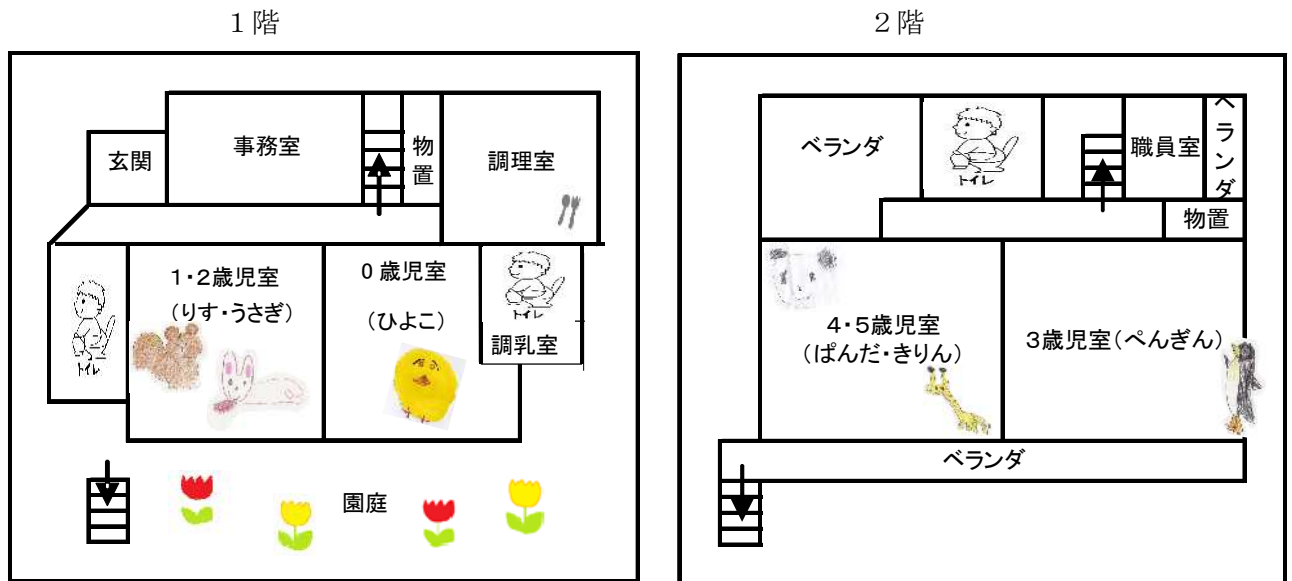 1階
2階
玄関
事務室
物置
調理室
1・2歳児室
(りす・うさぎ)
0歳児室
(ひよこ)
トイレ
調乳室
トイレ
園庭
ベランダ
トイレ
職員室
ベランダ
物置
4・5歳児室
(ぱんだ・きりん)
3歳児室(ぺんぎん)
ベランダ